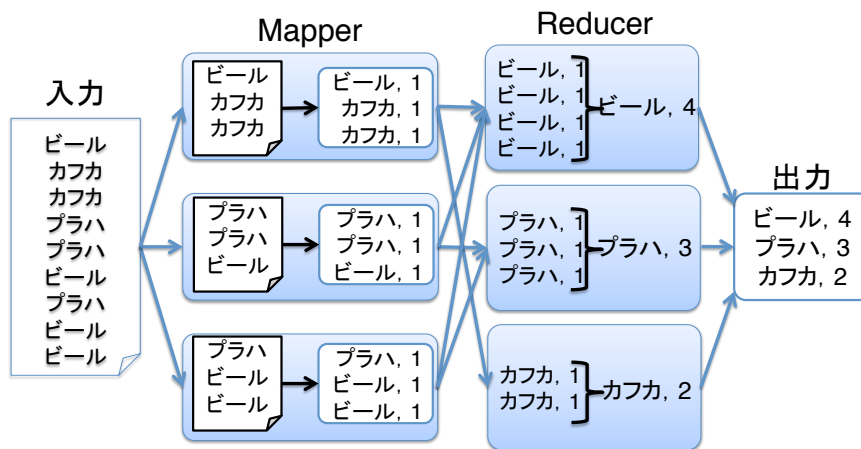 Mapper
Reducer
入力
ビール
カフカ
カフカ
プラハ
プラハ
ビール
プラハ
ビール
ビール
ビール
カフカ
カフカ
ビール, 1
カフカ, 1
カフカ, 1
プラハ
プラハ
ビール
プラハ, 1
プラハ, 1
ビール, 1
プラハ
ビール
ビール
プラハ, 1
ビール, 1
ビール, 1
ビール, 1
ビール, 1
ビール, 1
ビール, 1
ビール, 4
プラハ, 1
プラハ, 1
プラハ, 1
プラハ, 3
カフカ, 1
カフカ, 1
カフカ, 2
出力
ビール, 4
プラハ, 3
カフカ, 2